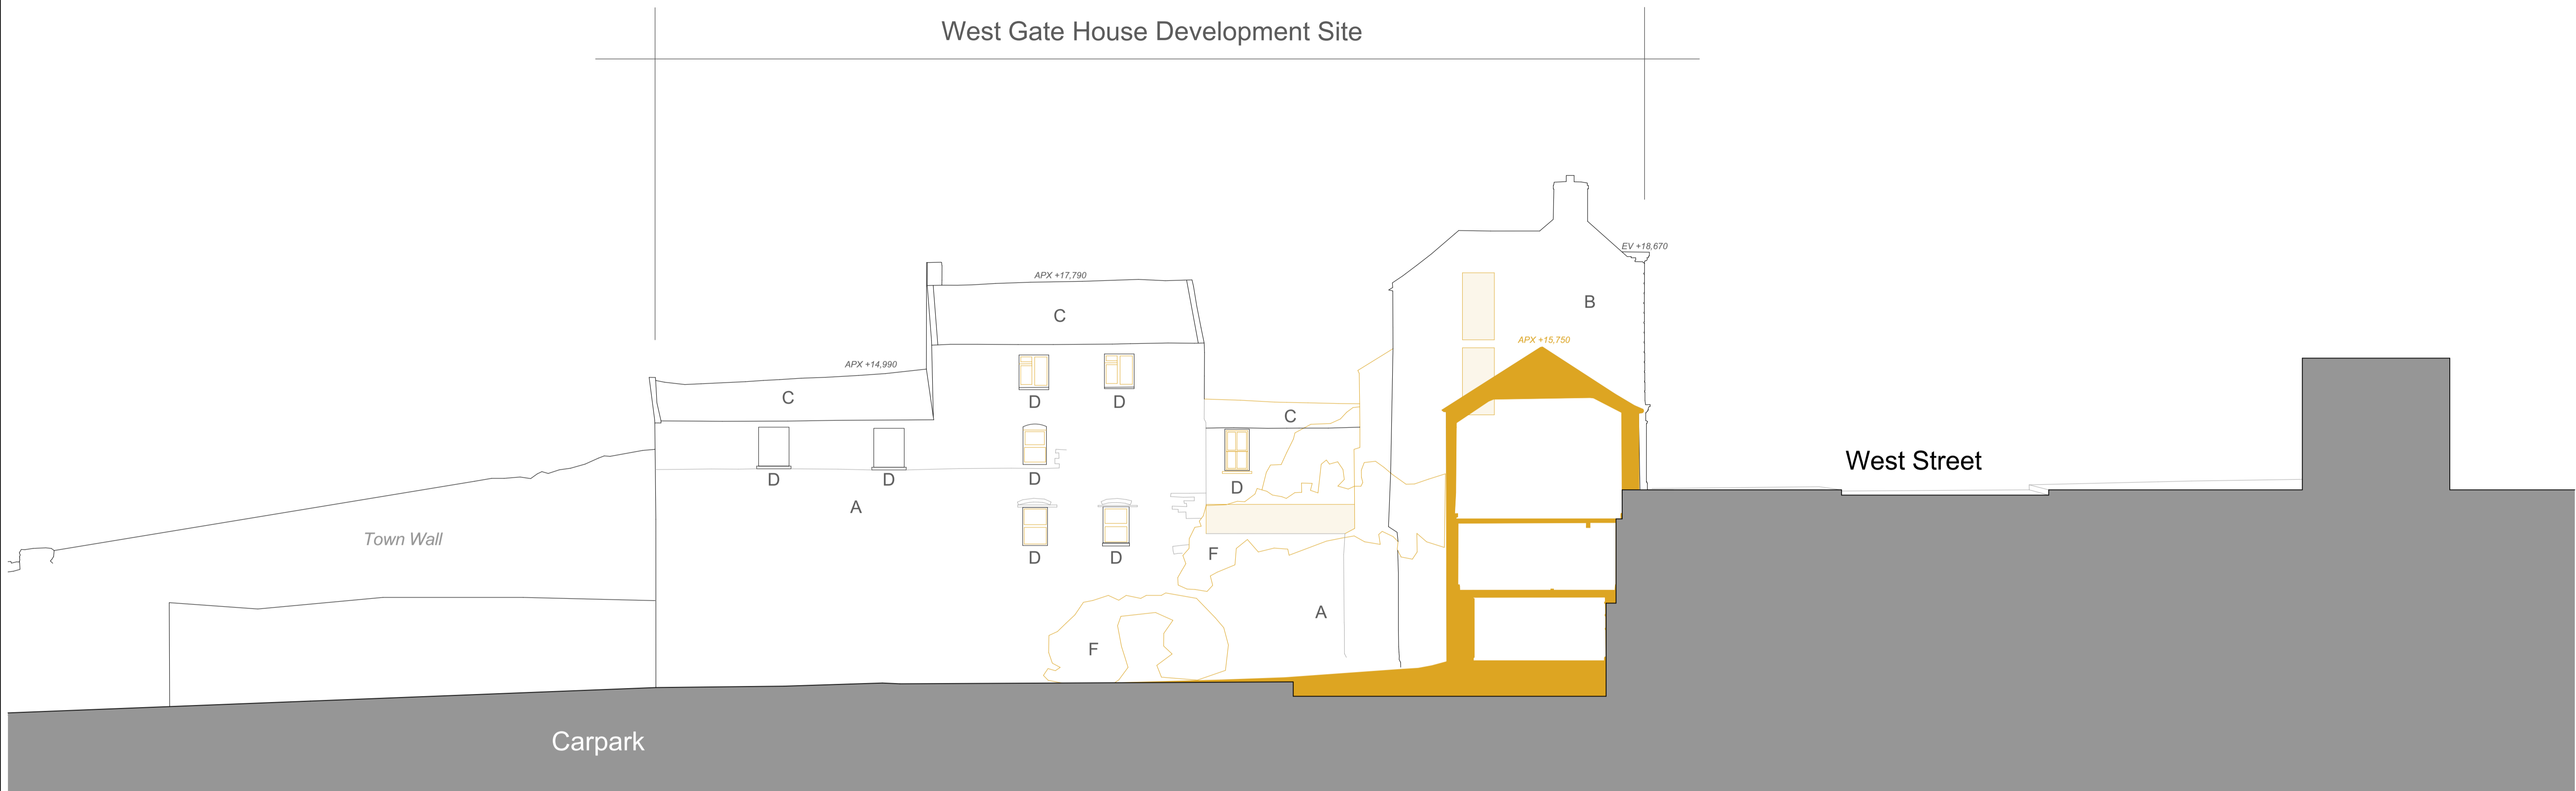 West Gate House Development Site
EV +18,670
APX +17,790
B
C
APX +15,750
APX +14,990
C
D
D
C
West Street
D
D
D
D
A
Town Wall
D
D
F
A
F
Carpark